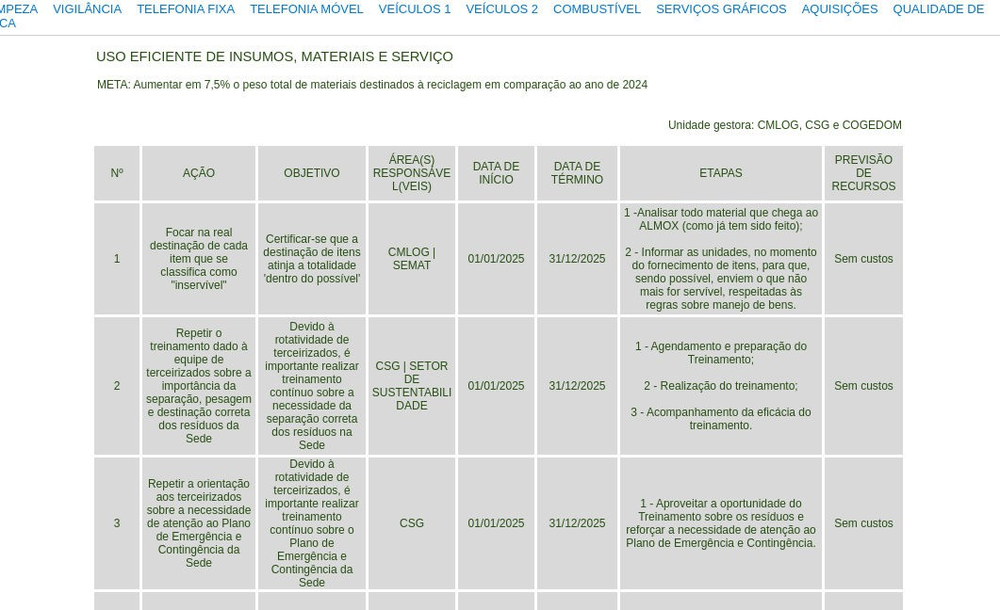 MPEZA VIGILÂNCIA TELEFONIA FIXA TELEFONIA MÓVEL VEÍCULOS 1 VEÍCULOS 2 COMBUSTÍVEL SERVIÇOS GRÁFICOS AQUISIÇÕES QUALIDADE DE
CA
USO EFICIENTE DE INSUMOS, MATERIAIS E SERVIÇO
META: Aumentar em 7,5% o peso total de materiais destinados à reciclagem em comparação ao ano de 2024
Unidade gestora: CMLOG, CSG e COGEDOM
Nº
AÇÃO
OBJETIVO
ÁREA(S)
RESPONSÁVE
L(VEIS)
DATA DE
INÍCIO
DATA DE
TÉRMINO
ETAPAS
PREVISÃO
DE
RECURSOS
1
Focar na real
destinação de cada
item que se
classifica como
"inservível"
Certificar-se que a
destinação de itens
atinja a totalidade
'dentro do possível'
CMLOG |
SEMAT
01/01/2025
31/12/2025
1 -Analisar todo material que chega ao
ALMOX (como já tem sido feito);
2 - Informar as unidades, no momento
do fornecimento de itens, para que,
sendo possível, enviem o que não
mais for servível, respeitadas às
regras sobre manejo de bens.
Sem custos
2
Repetir o
treinamento dado à
equipe de
terceirizados sobre a
importância da
separação, pesagem
e destinação correta
dos resíduos da
Sede
Devido à
rotatividade de
terceirizados, é
importante realizar
treinamento
contínuo sobre a
necessidade da
separação correta
dos resíduos na
Sede
CSG | SETOR
DE
SUSTENTABILI
DADE
01/01/2025
31/12/2025
1 - Agendamento e preparação do
Treinamento;
2 - Realização do treinamento;
3 - Acompanhamento da eficácia do
treinamento.
Sem custos
3
Repetir a orientação
aos terceirizados
sobre a necessidade
de atenção ao Plano
de Emergência e
Contingência da
Sede
Devido à
rotatividade de
terceirizados, é
importante realizar
treinamento
contínuo sobre o
Plano de
Emergência e
Contingência da
Sede
CSG
01/01/2025
31/12/2025
1 - Aproveitar a oportunidade do
Treinamento sobre os resíduos e
reforçar a necessidade de atenção ao
Plano de Emergência e Contingência.
Sem custos